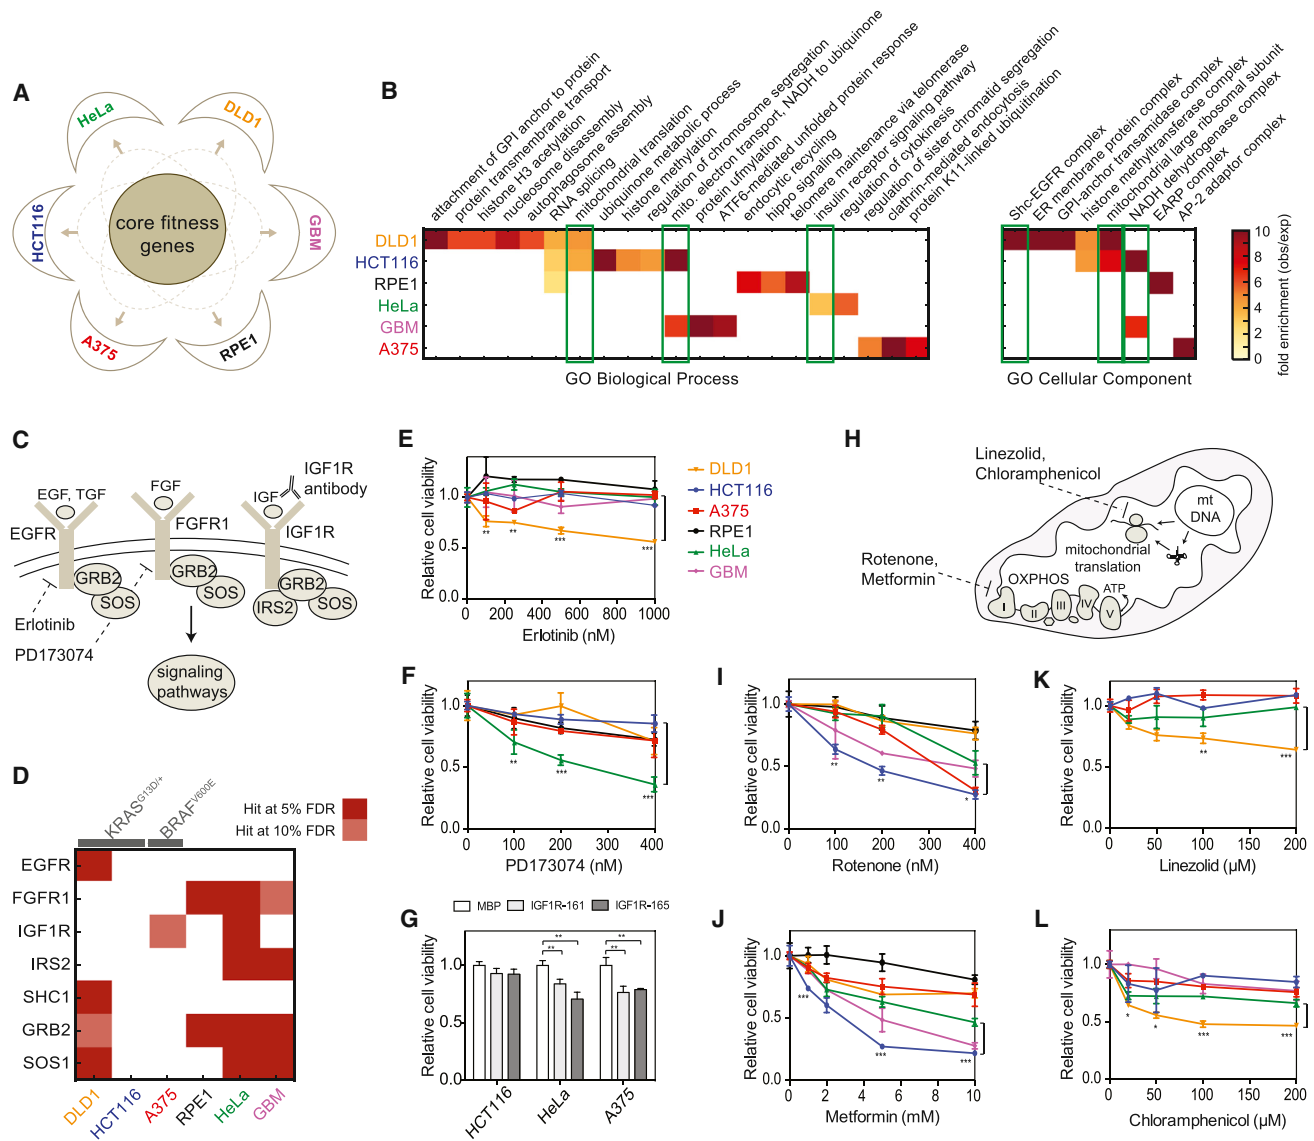 A
HeLa
DLD1
HCT116
core fitness
genes
GBM
A375
RPE1
B
attachment of GPI anchor to protein
protein transmembrane transport
histone H3 acetylation
nucleosome disassembly
autophagosome assembly
RNA splicing
mitochondrial translation
ubiquinone metabolic process
histone methylation
regulation of chromosome segregation
mito. electron transport, NADH to ubiquinone
protein ufmylation
ATF6-mediated unfolded protein response
endocytic recycling
hippo signaling
telomere maintenance via telomerase
insulin receptor signaling pathway
regulation of cytokinesis
regulation of sister chromatid segregation
clathrin-mediated endocytosis
protein K11-linked ubiquitination
Shc-EGFR complex
ER membrane protein complex
GPI-anchor transamidase complex
histone methyltransferase complex
mitochondrial large ribosomal subunit
NADH dehydrogenase complex
EARP complex
AP-2 adaptor complex
DLD1
HCT116
RPE1
HeLa
GBM
A375
GO Biological Process
GO Cellular Component
10
8
6
4
2
0
fold enrichment (obs/exp)
C
EGF, TGF
FGF
IGF
IGF1R
antibody
EGFR
FGFR1
IGF1R
GRB2
SOS
GRB2
SOS
GRB2
IRS2
SOS
Erlotinib
PD173074
signaling
pathways
D
KRAS G13D/+
BRAF V600E
Hit at 5% FDR
Hit at 10% FDR
EGFR
FGFR1
IGF1R
IRS2
SHC1
GRB2
SOS1
DLD1
HCT116
A375
RPE1
HeLa
GBM
E
Relative cell viability
1.0
0.5
0.0
** ** *** ***
0 200 400 600 800 1000
Erlotinib (nM)
DLD1
HCT116
A375
RPE1
HeLa
GBM
F
Relative cell viability
1.0
0.5
0.0
** *** ***
0 100 200 300 400
PD173074 (nM)
G
MBP IGF1R-161 IGF1R-165
Relative cell viability
1.0
0.5
0.0
** ** ** **
HCT116
HeLa
A375
H
Linezolid,
Chloramphenicol
mt
DNA
mitochondrial
translation
Rotenone,
Metformin
OXPHOS
ATP
I II III IV V
I
Relative cell viability
1.0
0.5
0.0
** ** *
0 100 200 300 400
Rotenone (nM)
J
Relative cell viability
1.0
0.5
0.0
*** *** ***
0 2 4 6 8 10
Metformin (mM)
K
Relative cell viability
1.0
0.5
0.0
** ***
0 50 100 150 200
Linezolid (µM)
L
Relative cell viability
1.0
0.5
0.0
* * *** ***
0 50 100 150 200
Chloramphenicol (µM)